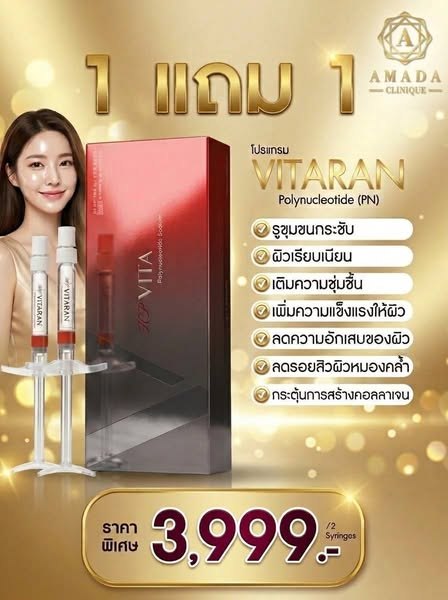 A
AMADA
CLINIQUE
1 แถม 1
โปรแกรม
VITARAN
Polynucleotide (PN)
รูขุมขนกระชับ
ผิวเรียบเนียน
เติมความชุ่มชื้น
เพิ่มความแข็งแรงให้ผิว
ลดความอักเสบของผิว
ลดรอยสิวผิวหมองคล้ำ
กระตุ้นการสร้างคอลลาเจน
VITA
Polynucleotide Sodium
VITARAN
VITARAN
ราคาพิเศษ
3,999.-
/2 Syringes